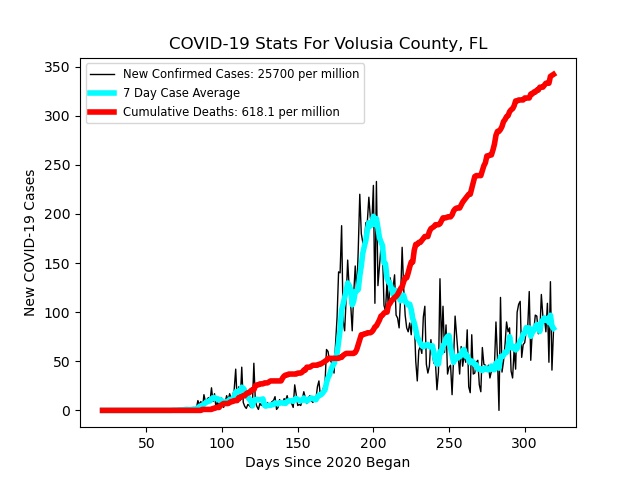 COVID-19 Stats For Volusia County, FL
New Confirmed Cases: 25700 per million
7 Day Case Average
Cumulative Deaths: 618.1 per million
350
300
250
200
150
100
50
0
New COVID-19 Cases
50 100 150 200 250 300
Days Since 2020 Began